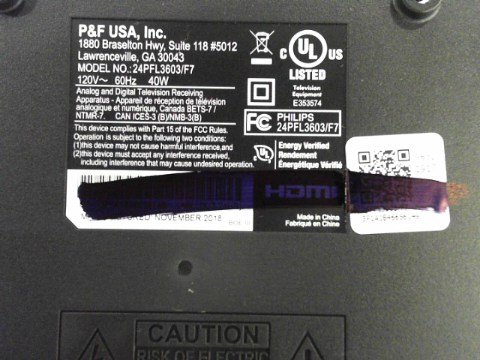 P&F USA, Inc.
1880 Braselton Hwy, Suite 118 #5012
Lawrenceville, GA 30043
MODEL NO.: 24PFL3603/F7
120V~ 60Hz 40W
Analog and Digital Television Receiving
Apparatus - Appareil de réception de télévision
analogique et numérique, Canada BETS-7 /
NTMR-7. CAN ICES-3 (B)/NMB-3(B)
This device complies with Part 15 of the FCC Rules.
Operation is subject to the following two conditions:
(1)this device may not cause harmful interference,and
(2)this device must accept any interference received,including
interference that may cause undesired operation.
C UL US
LISTED
Television
Equipment
E353574
FC PHILIPS
24PFL3603/F7
UL
Energy Verified
Rendement
Énergétique Vérifié
HDMI
NOVEMBER 2018
Made in China
Fabriqué en Chine
CAUTION
RISK OF ELECTRIC